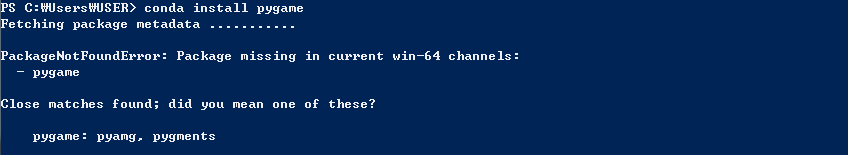 PS C:₩Users₩USER> conda install pygame
Fetching package metadata ...........
PackageNotFoundError: Package missing in current win-64 channels:
- pygame
Close matches found; did you mean one of these?
pygame: pyamg, pygments